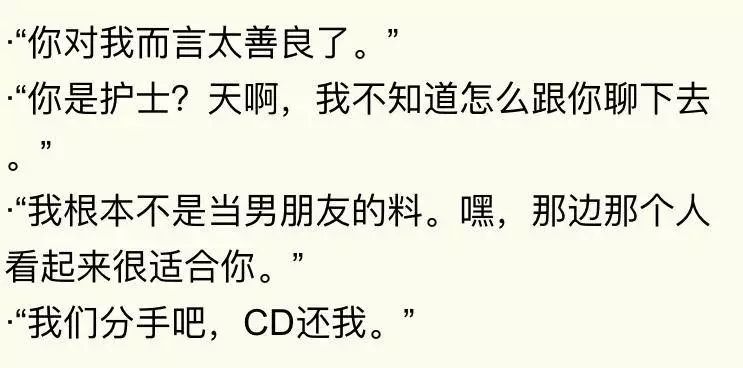 ·“你对我而言太善良了。”
·“你是护士？天啊，我不知道怎么跟你聊下去
。”
·“我根本不是当男朋友的料。嘿，那边那个人
看起来很适合你。”
·“我们分手吧，CD还我。”